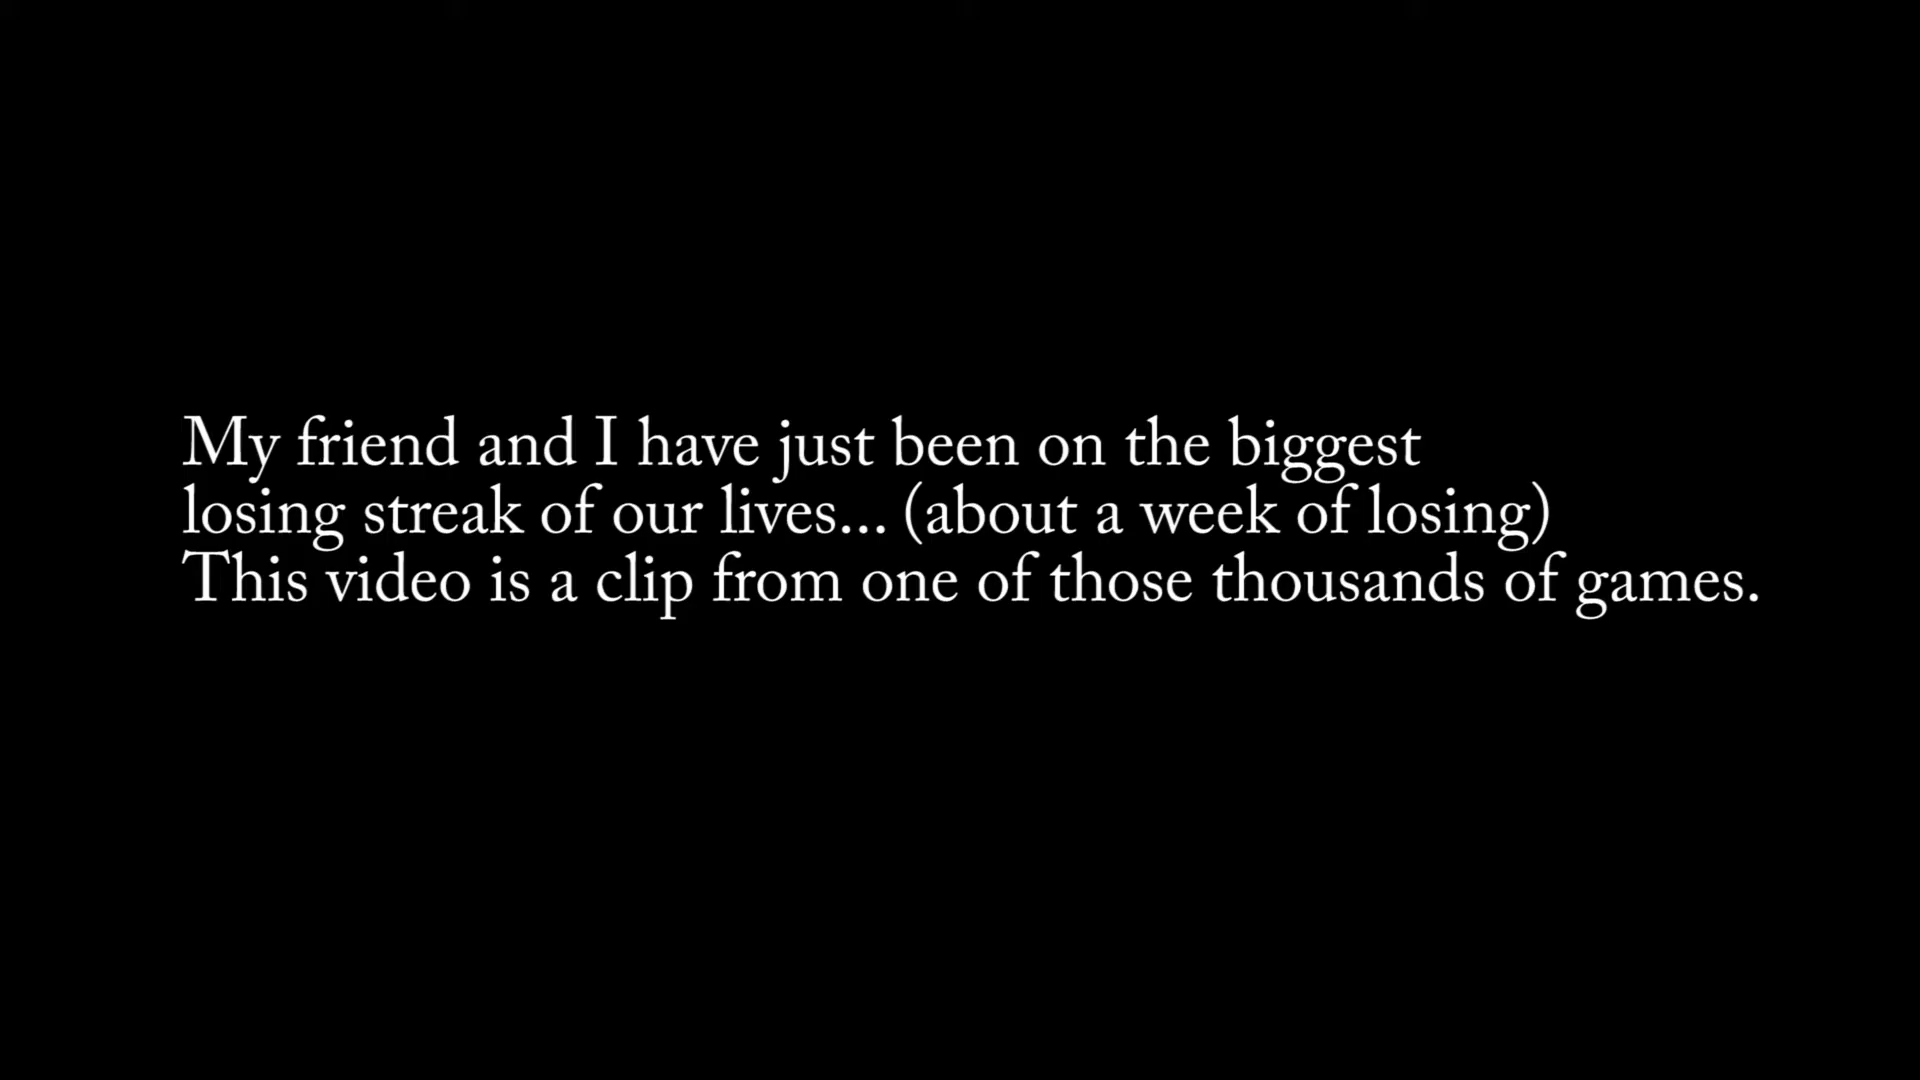 My friend and I have just been on the biggest
losing streak of our lives... (about a week of losing)
This video is a clip from one of those thousands of games.